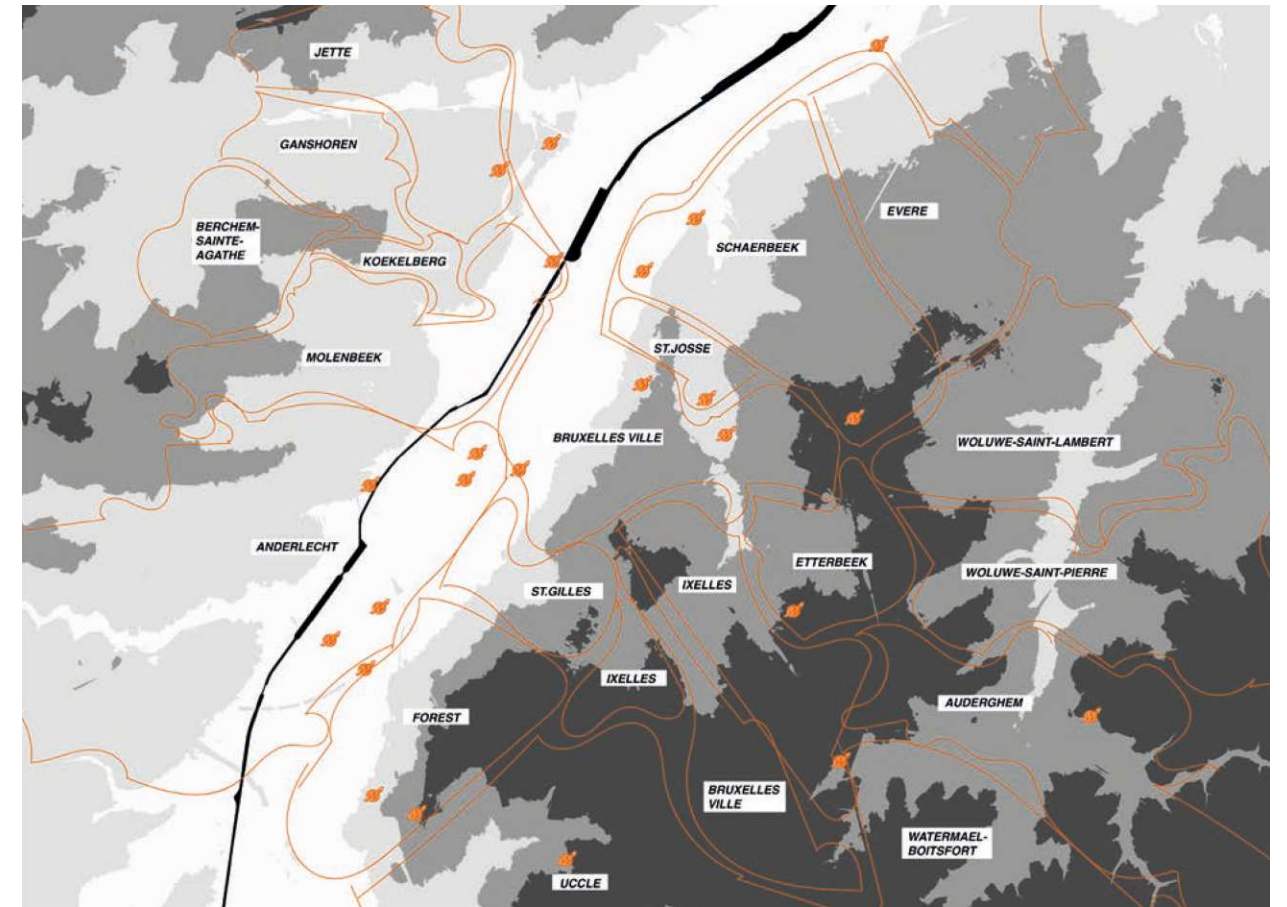 JETTE
GANSHOREN
BERCHEM-
SAINTE-
AGATHE
EVERE
SCHAERBEEK
KOEKELBERG
ST.JOSSE
MOLENBEEK
BRUXELLES VILLE
WOLUWE-SAINT-LAMBERT
ANDERLECHT
ETTERBEEK
WOLUWE-SAINT-PIERRE
IXELLES
ST.GILLES
IXELLES
AUDERGHEM
FOREST
BRUXELLES
VILLE
WATERMAEL-
BOITSFORT
UCCLE